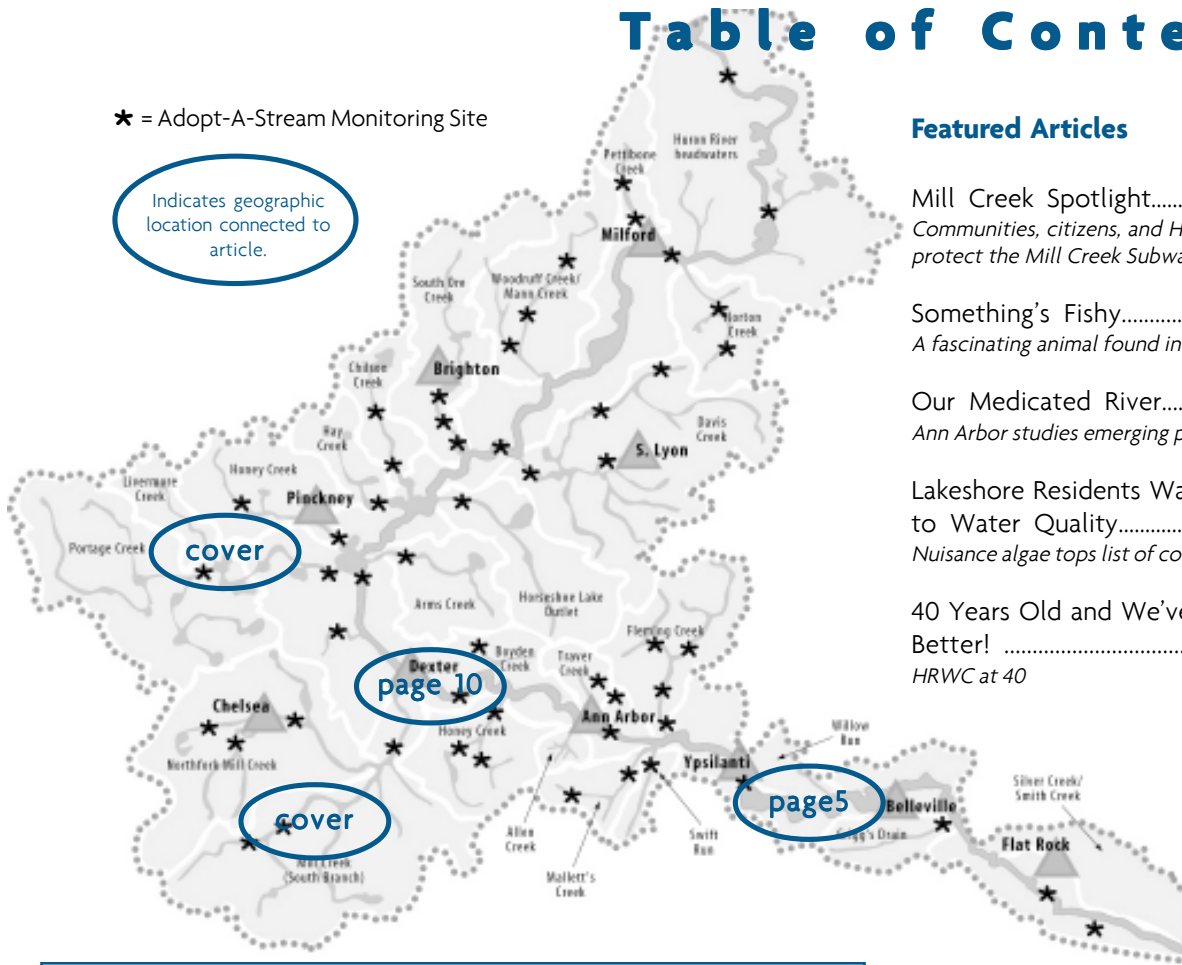 Table of Conte
★ = Adopt-A-Stream Monitoring Site
Indicates geographic
location connected to
article.
Featured Articles
Mill Creek Spotlight......
Communities, citizens, and H
protect the Mill Creek Subwa
Something's Fishy...........
A fascinating animal found in
Our Medicated River....
Ann Arbor studies emerging p
Lakeshore Residents Wa
to Water Quality............
Nuisance algae tops list of co
40 Years Old and We've
Better! ..................................
HRWC at 40
Huron River
headwaters
Pettibone
Creek
Milford
South Ore
Creek
Woodruff Creek/
Mann Creek
Norton
Creek
Brighton
Chilson
Creek
Hay
Creek
Davis
Creek
S. Lyon
Livermore
Creek
Honey Creek
Pinckney
Portage Creek
cover
Arms Creek
Horseshoe Lake
Outlet
Fleming Creek
Boyden
Creek
Traver
Creek
Dexter
page 10
Chelsea
Ann Arbor
Honey Creek
Northfork Mill Creek
Willow
Run
Ypsilanti
page5
Belleville
Silver Creek/
Smith Creek
cover
Mill Creek
(South Branch)
Allen
Creek
Swift
Run
Griggs Drain
Flat Rock
Mallett's
Creek